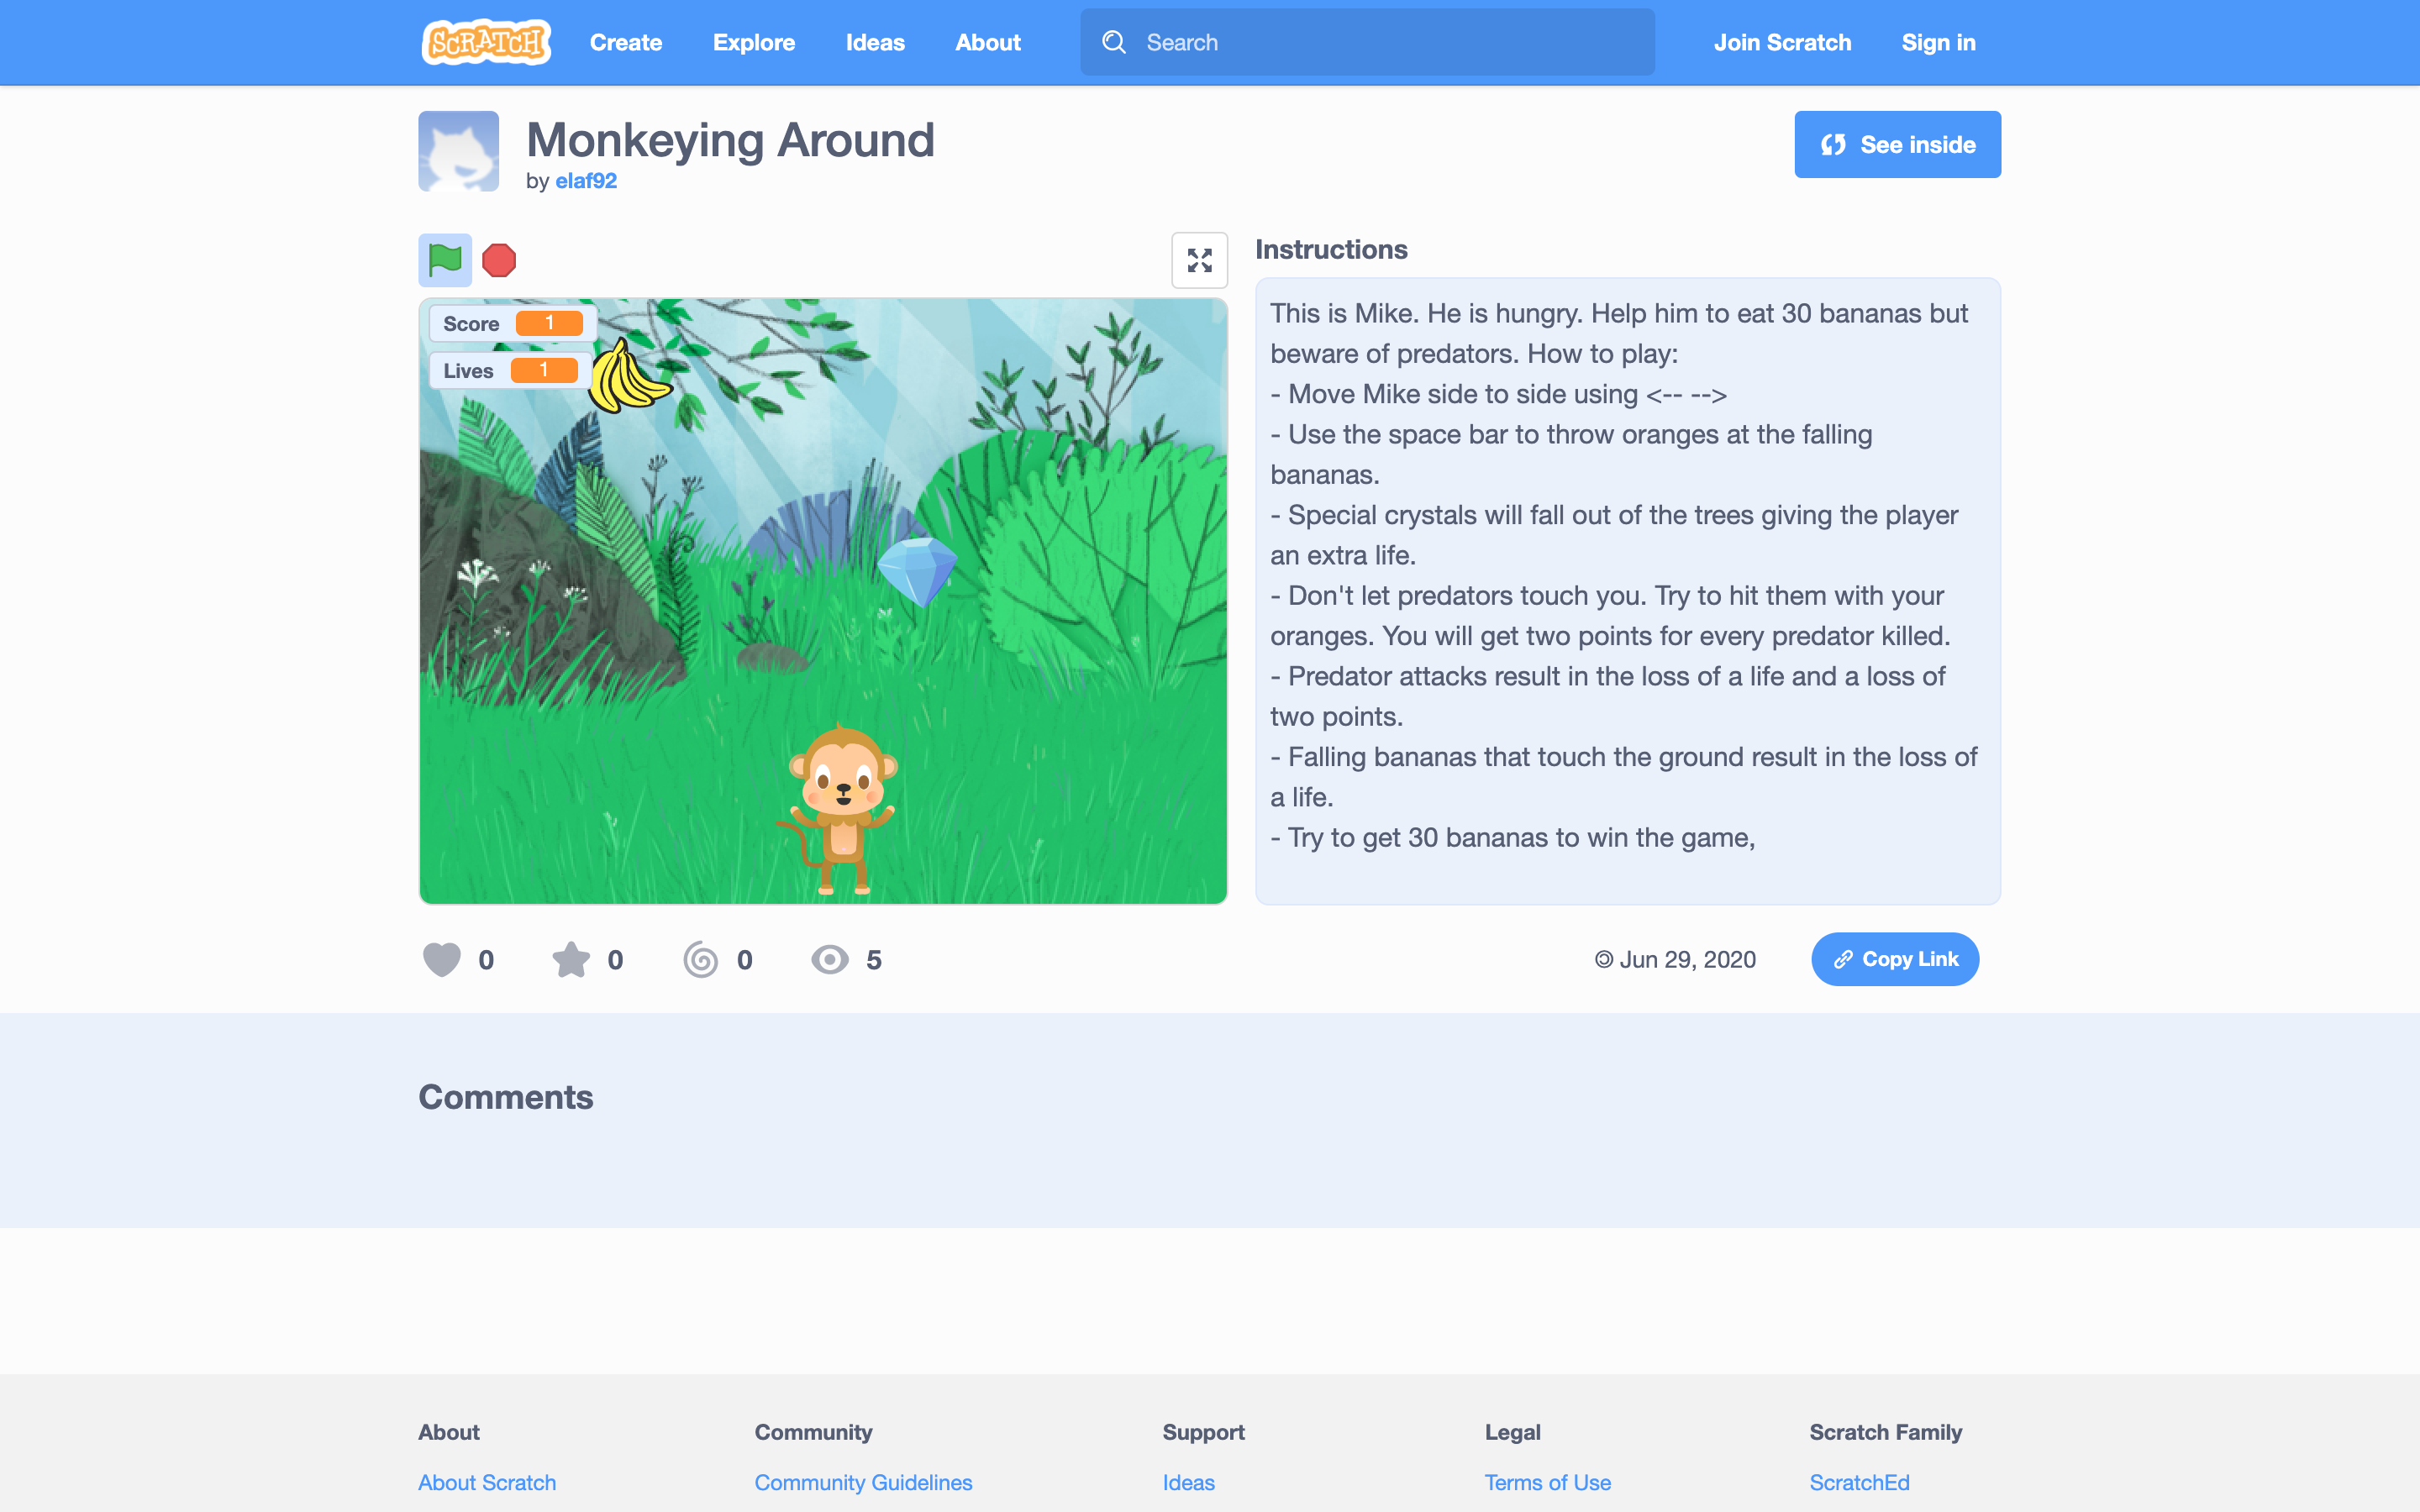 SCRATCH Create Explore Ideas About Search Join Scratch Sign in
Monkeying Around
by elaf92
See inside
Score 1
Lives 1
Instructions
This is Mike. He is hungry. Help him to eat 30 bananas but
beware of predators. How to play:
- Move Mike side to side using <-- -->
- Use the space bar to throw oranges at the falling
bananas.
- Special crystals will fall out of the trees giving the player
an extra life.
- Don't let predators touch you. Try to hit them with your
oranges. You will get two points for every predator killed.
- Predator attacks result in the loss of a life and a loss of
two points.
- Falling bananas that touch the ground result in the loss of
a life.
- Try to get 30 bananas to win the game,
0 0 0 5
Jun 29, 2020 Copy Link
Comments
About Community Support Legal Scratch Family
About Scratch Community Guidelines Ideas Terms of Use ScratchEd